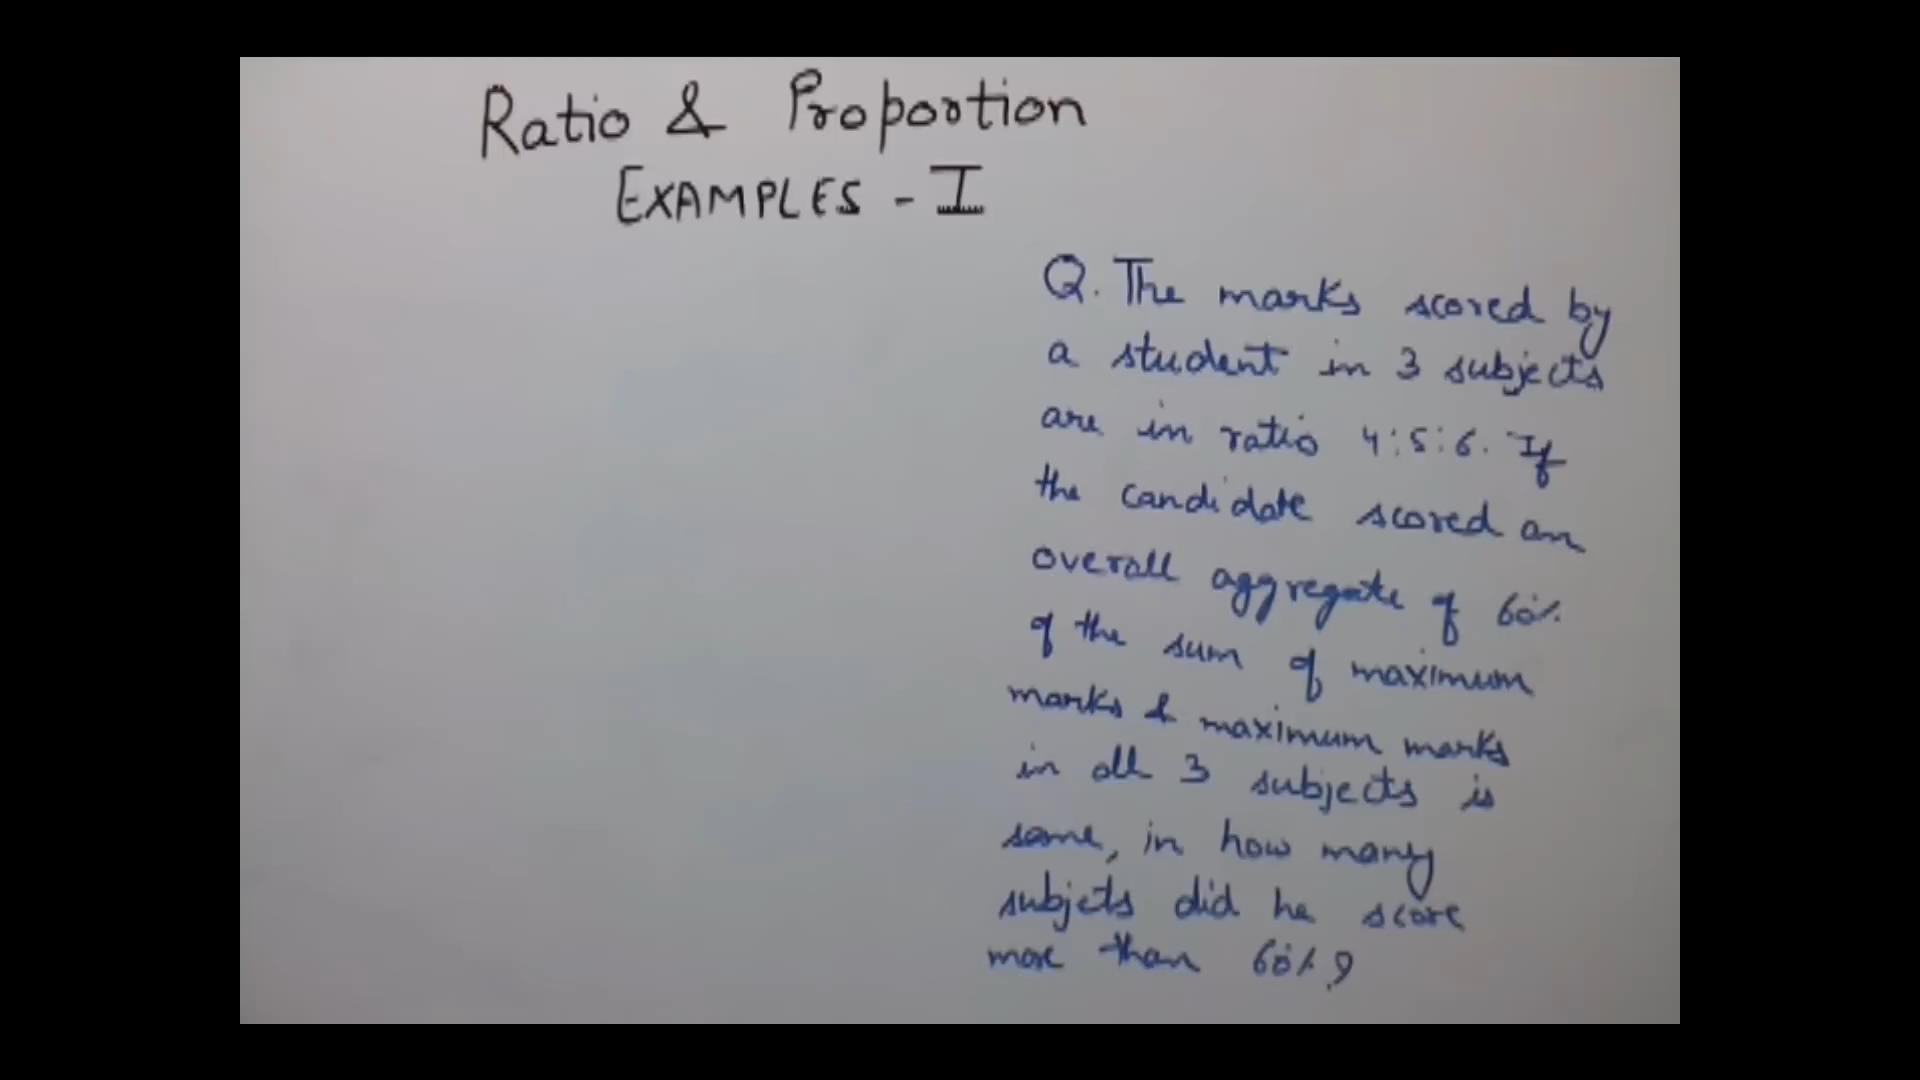 Ratio & Proportion
EXAMPLES - I
Q. The marks scored by
a student in 3 subjects
are in ratio 4:5:6. If
the candidate scored an
overall aggregate of 60%
of the sum of maximum
marks & maximum marks
in all 3 subjects is
same, in how many
subjets did he score
more than 60%?